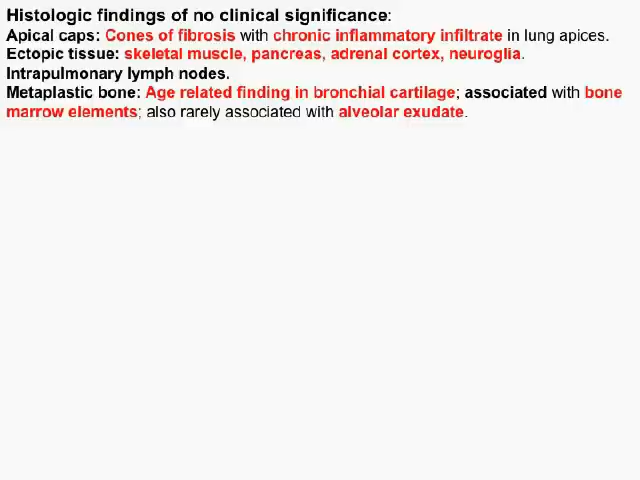 Histologic findings of no clinical significance:
Apical caps: Cones of fibrosis with chronic inflammatory infiltrate in lung apices.
Ectopic tissue: skeletal muscle, pancreas, adrenal cortex, neuroglia.
Intrapulmonary lymph nodes.
Metaplastic bone: Age related finding in bronchial cartilage; associated with bone
marrow elements; also rarely associated with alveolar exudate.